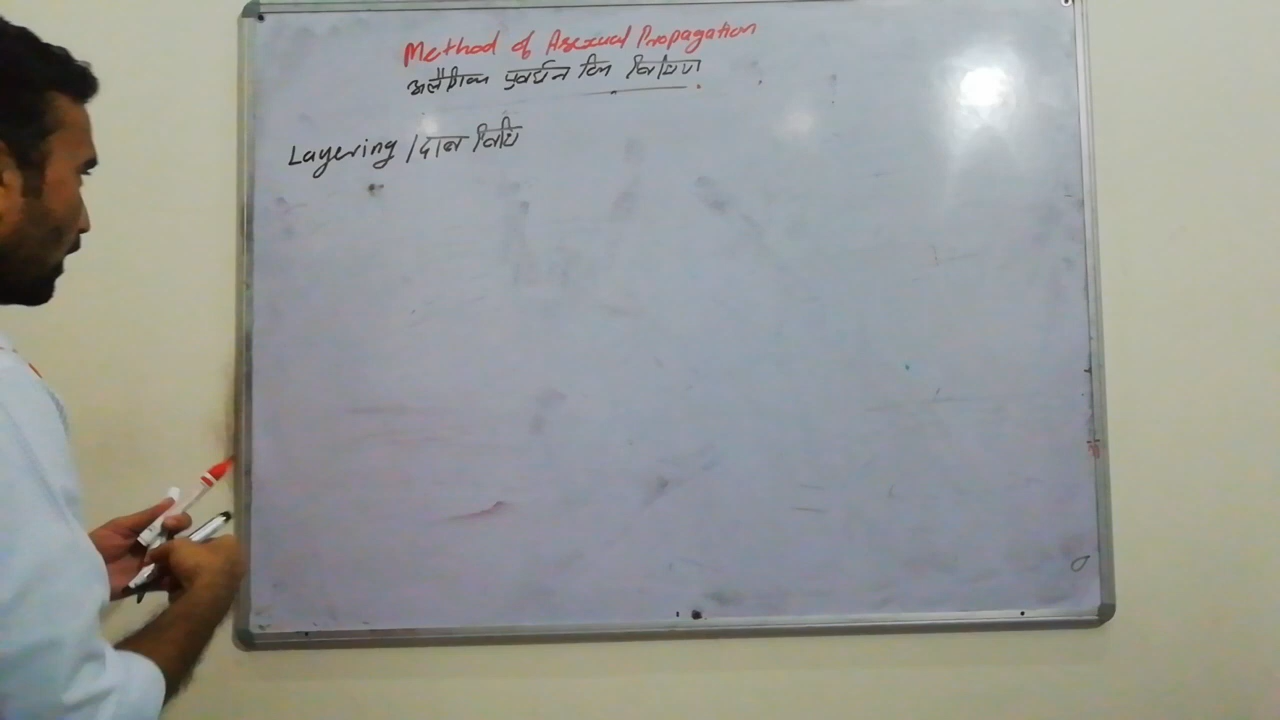 Method of Asexual Propagation
अलैंगिक प्रवर्धन कि विधिया
Layering / दाब विधि